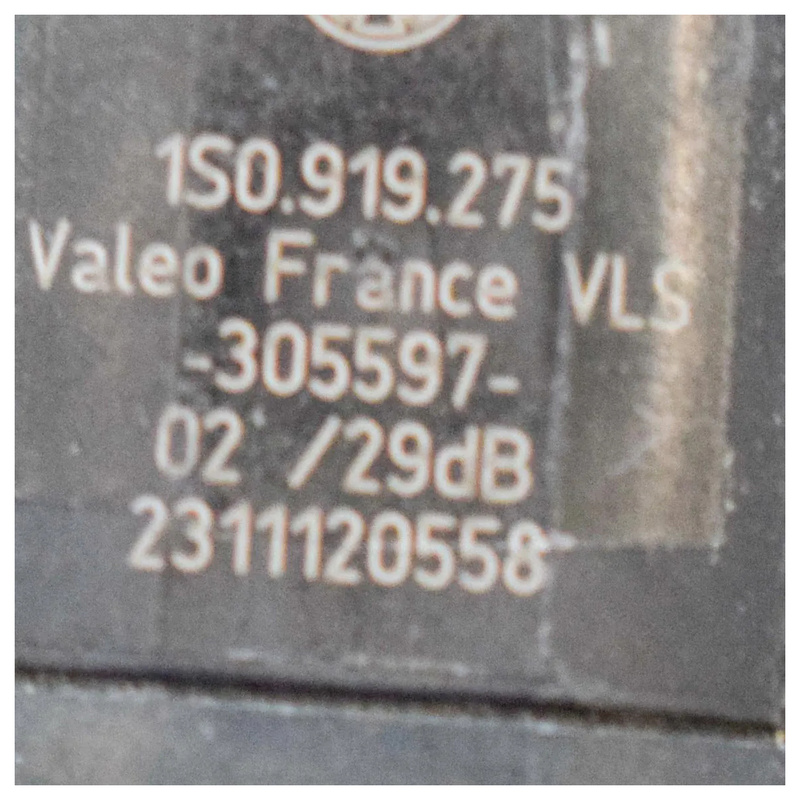 1S0.919.275
Valeo France VLS
-305597-
02 /29dB
2311120558